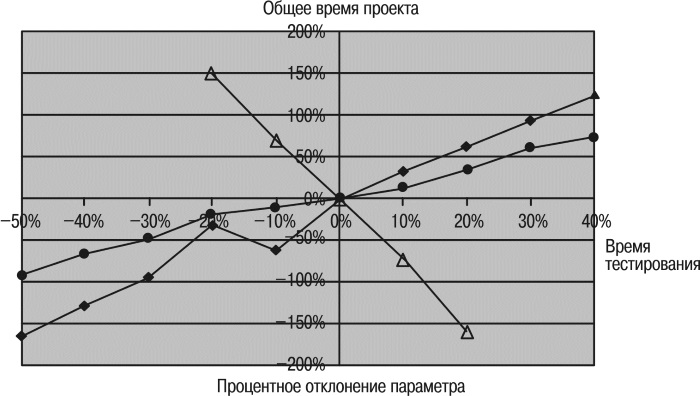 Общее время проекта
200%
150%
100%
50%
0%
−50% −40% −30% −20% −10% 0% 10% 20% 30% 40%
−50%
Время
тестирования
−100%
−150%
−200%
Процентное отклонение параметра